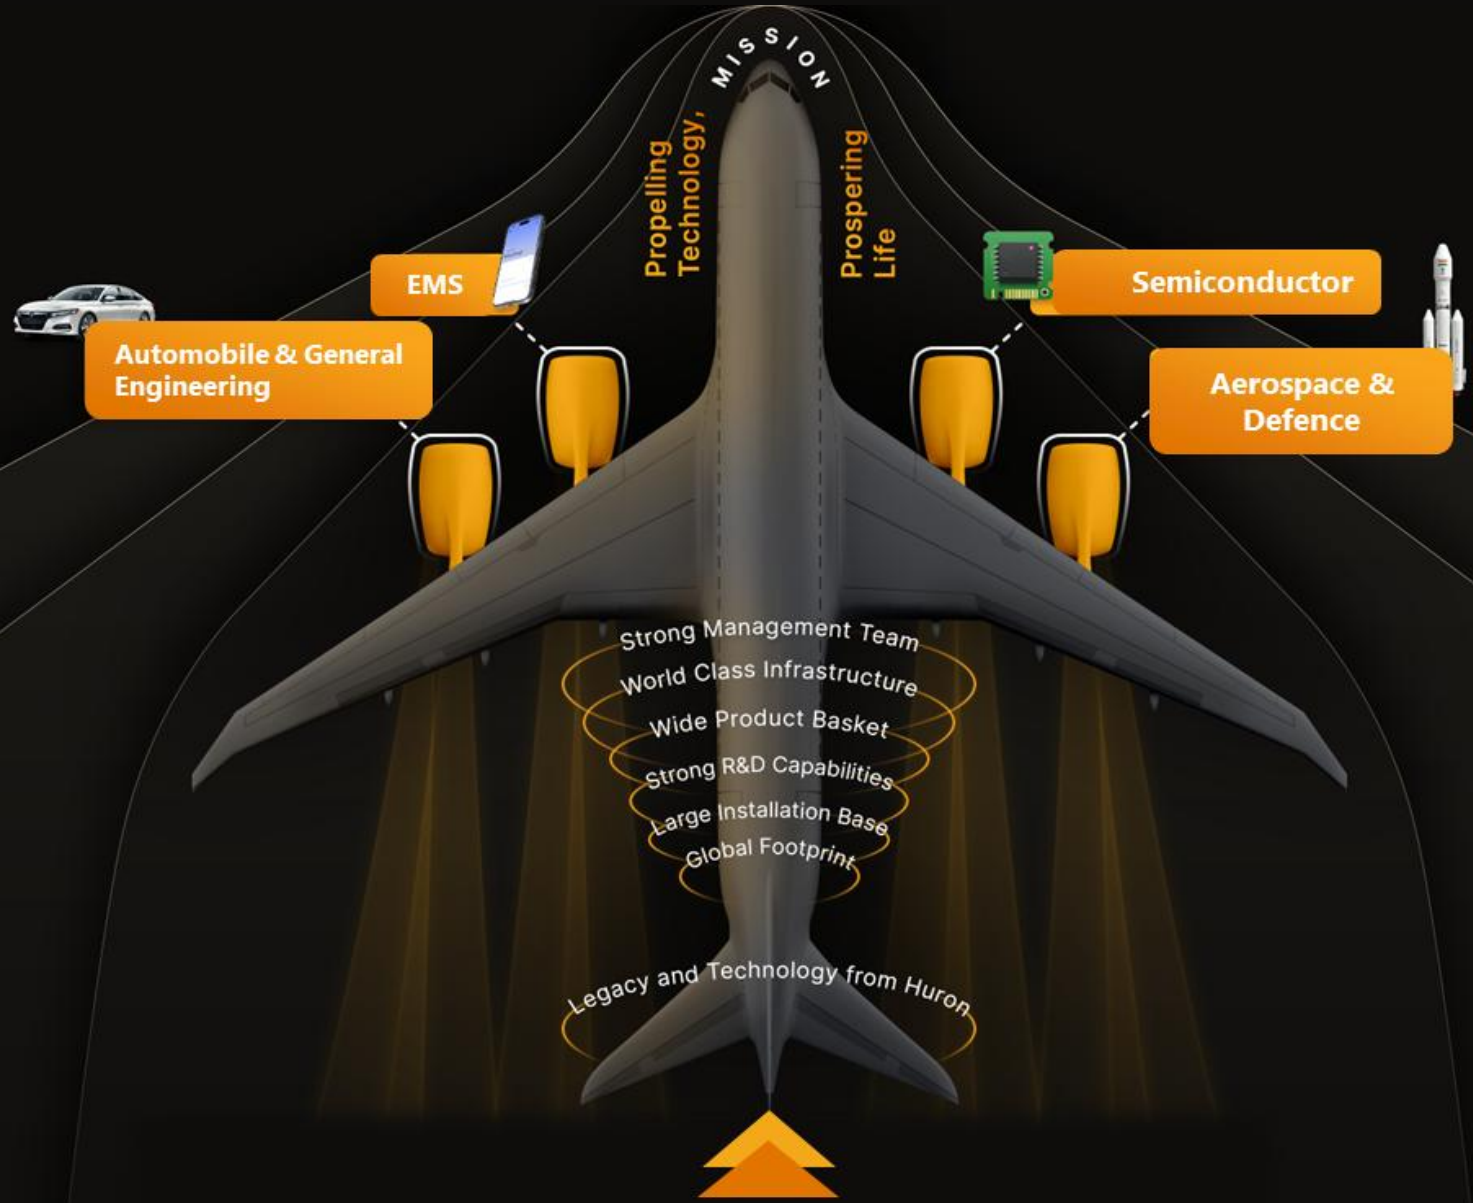 MISSION
Propelling
Technology,
Prospering
Life
EMS
Semiconductor
Automobile & General
Engineering
Aerospace &
Defence
Strong Management Team
World Class Infrastructure
Wide Product Basket
Strong R&D Capabilities
Large Installation Base
Global Footprint
Legacy and Technology from Huron